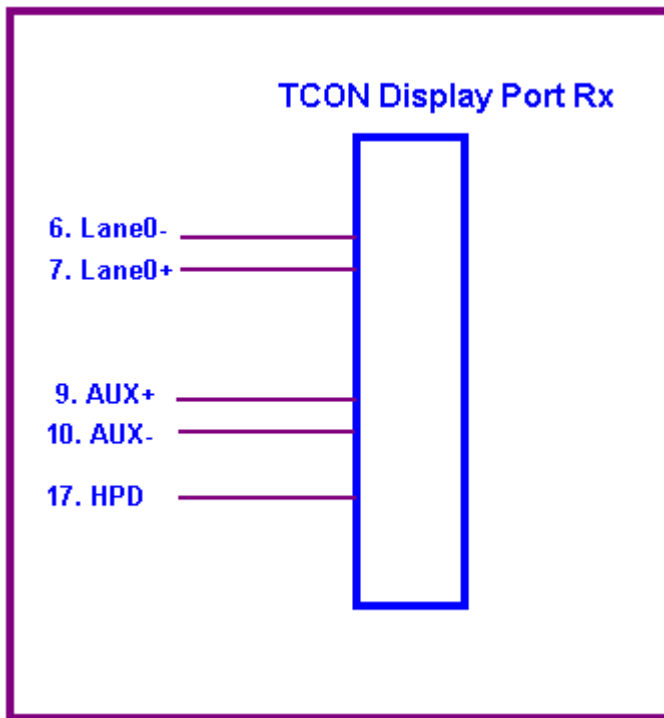 TCON Display Port Rx
6. Lane0-
7. Lane0+
9. AUX+
10. AUX-
17. HPD